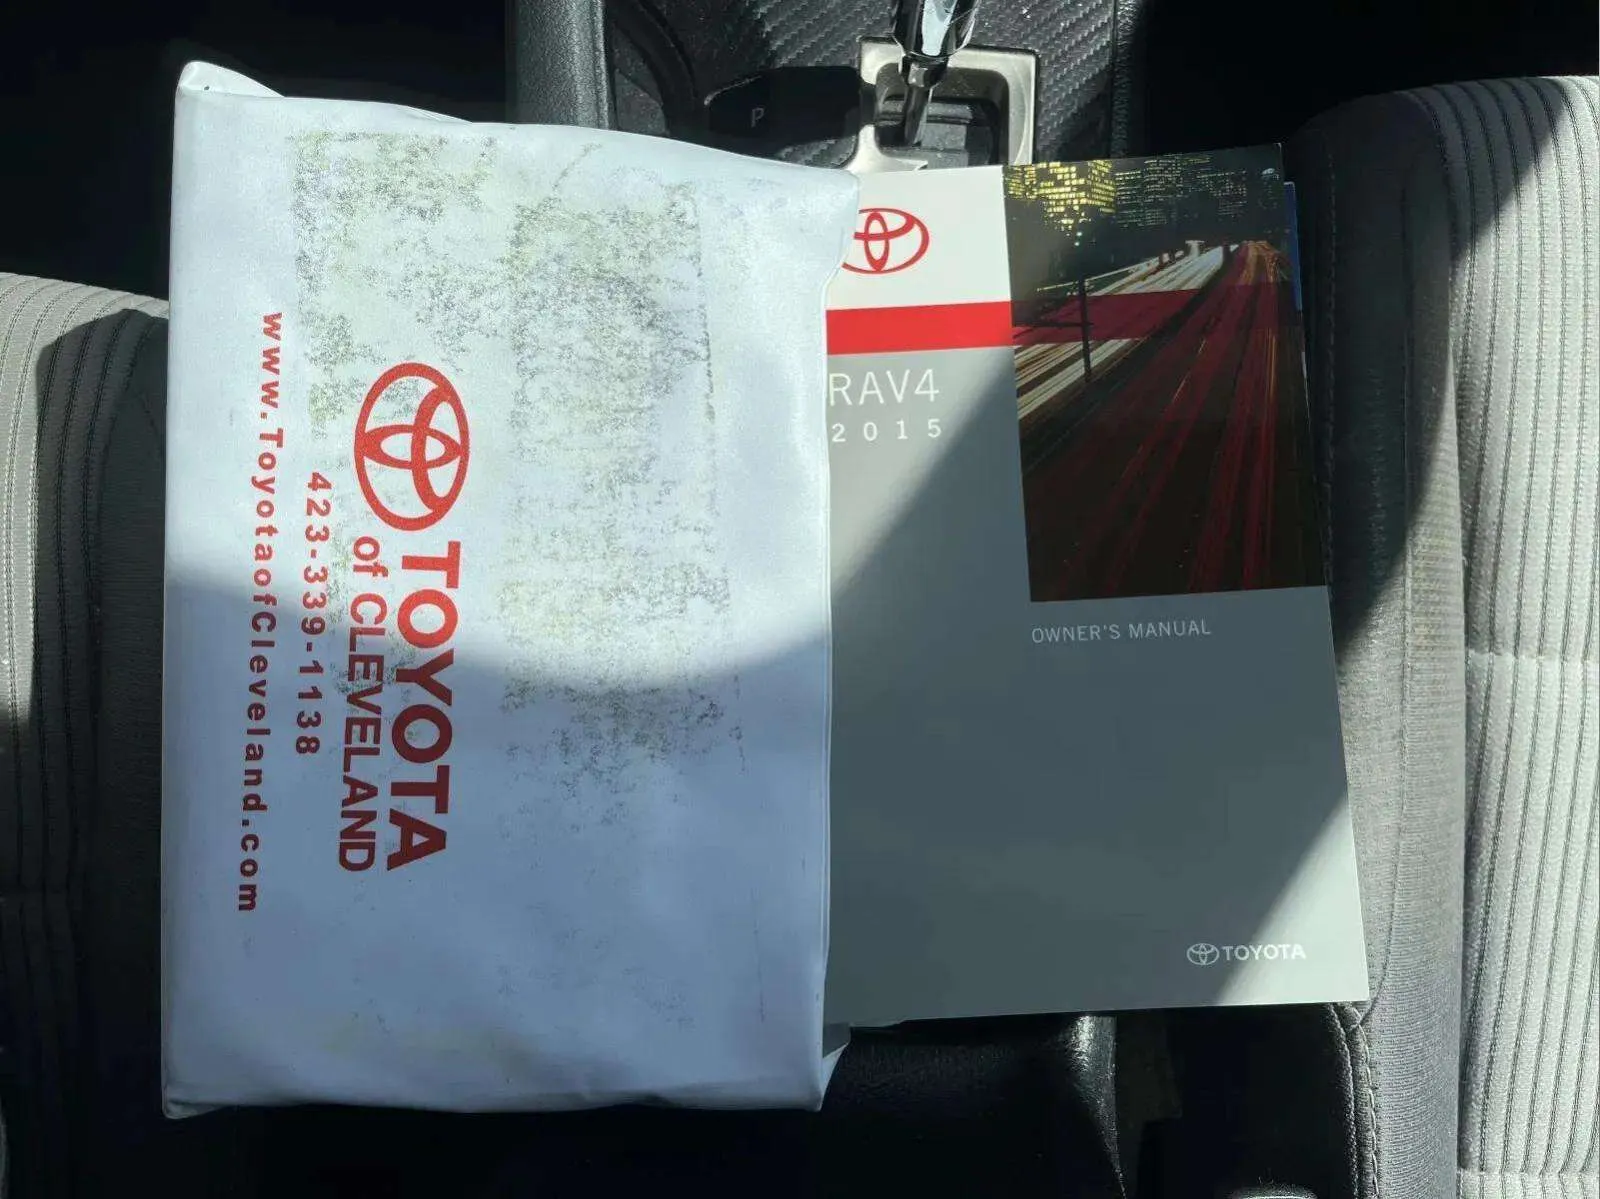 TOYOTA
of CLEVELAND
423-339-1138
www.ToyotaofCleveland.com
P
RAV4
2015
OWNER'S MANUAL
TOYOTA